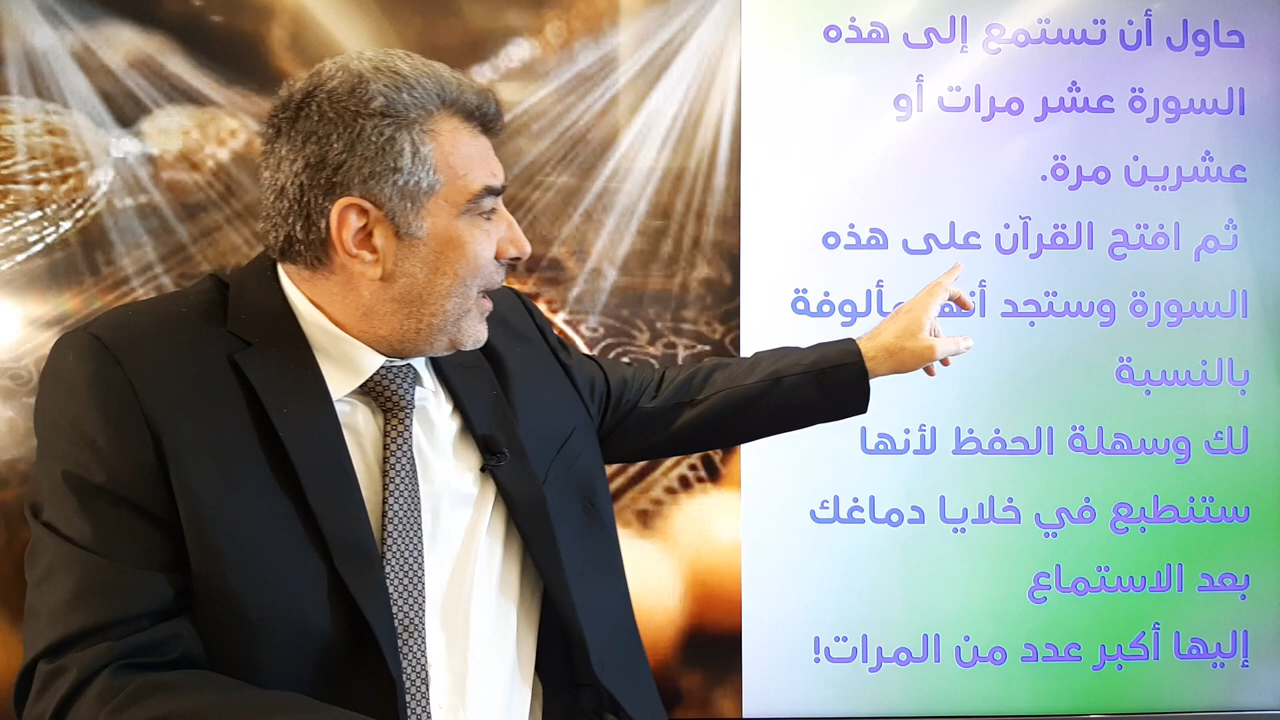 حاول أن تستمع إلى هذه
السورة عشر مرات أو
عشرين مرة.
ثم افتح القرآن على هذه
السورة وستجد مألوفة
بالنسبة
لك وسهلة الحفظ لأنها
ستنطبع في خلايا دماغك
بعد الاستماع
إليها أكبر عدد من المرات!